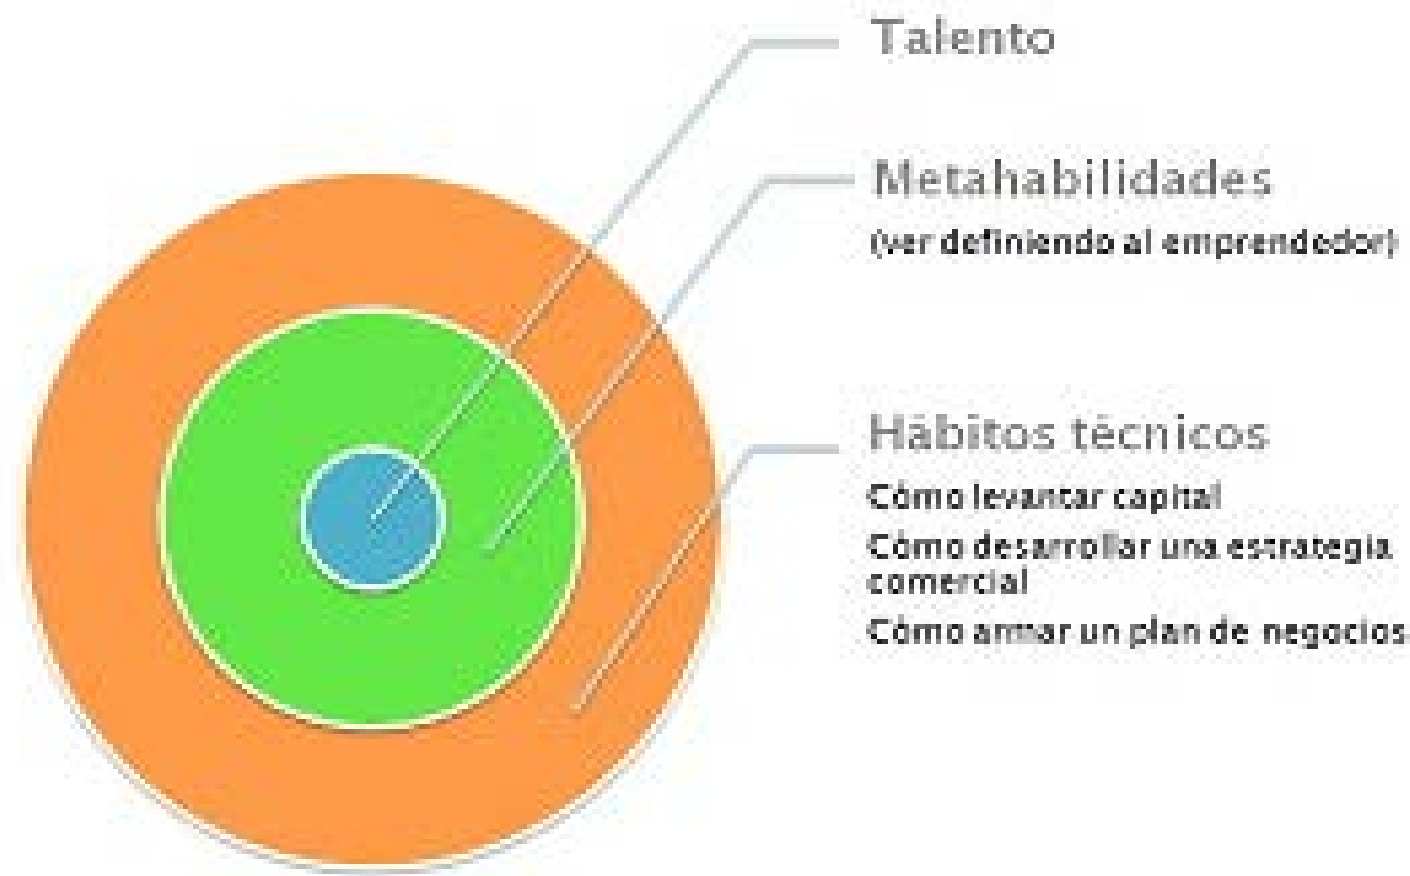 Talento
Metahabilidades
(ver definiendo al emprendedor)
Hábitos técnicos
Cómo levantar capital
Cómo desarrollar una estrategia
comercial
Cómo armar un plan de negocios